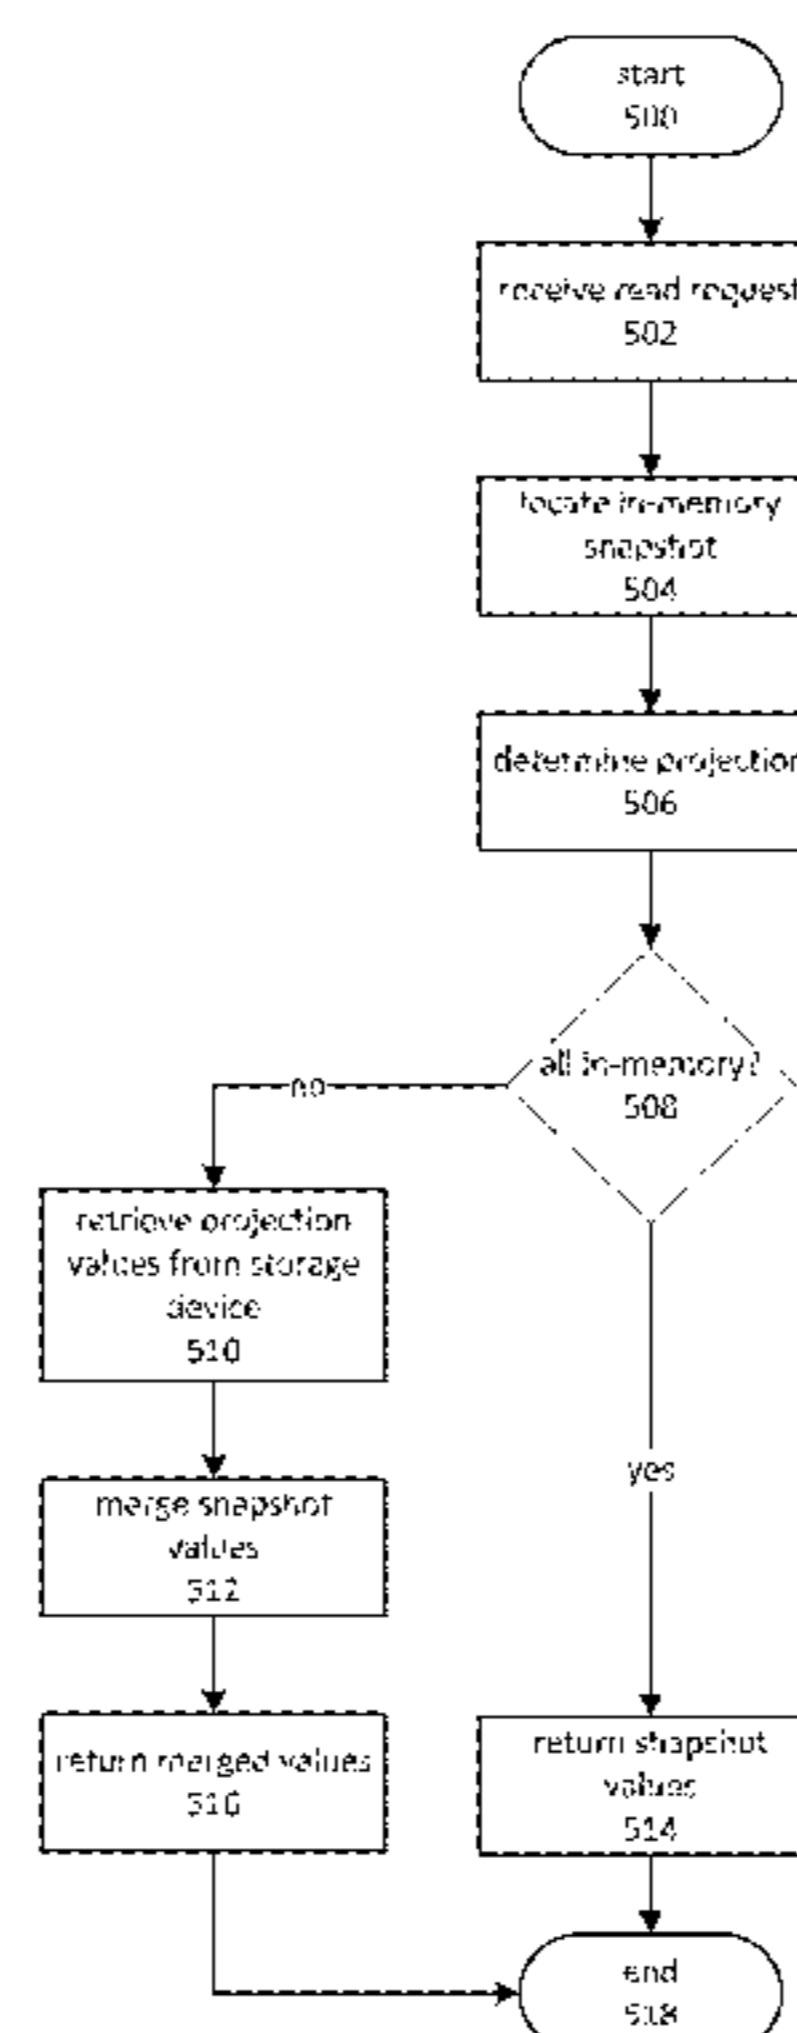 start
500
receive read request
502
locate in-memory
snapshot
504
determine projection
506
all in-memory?
508
no
retrieve projection
values from storage
device
510
yes
merge snapshot
values
512
return merged values
516
return snapshot
values
514
end
518